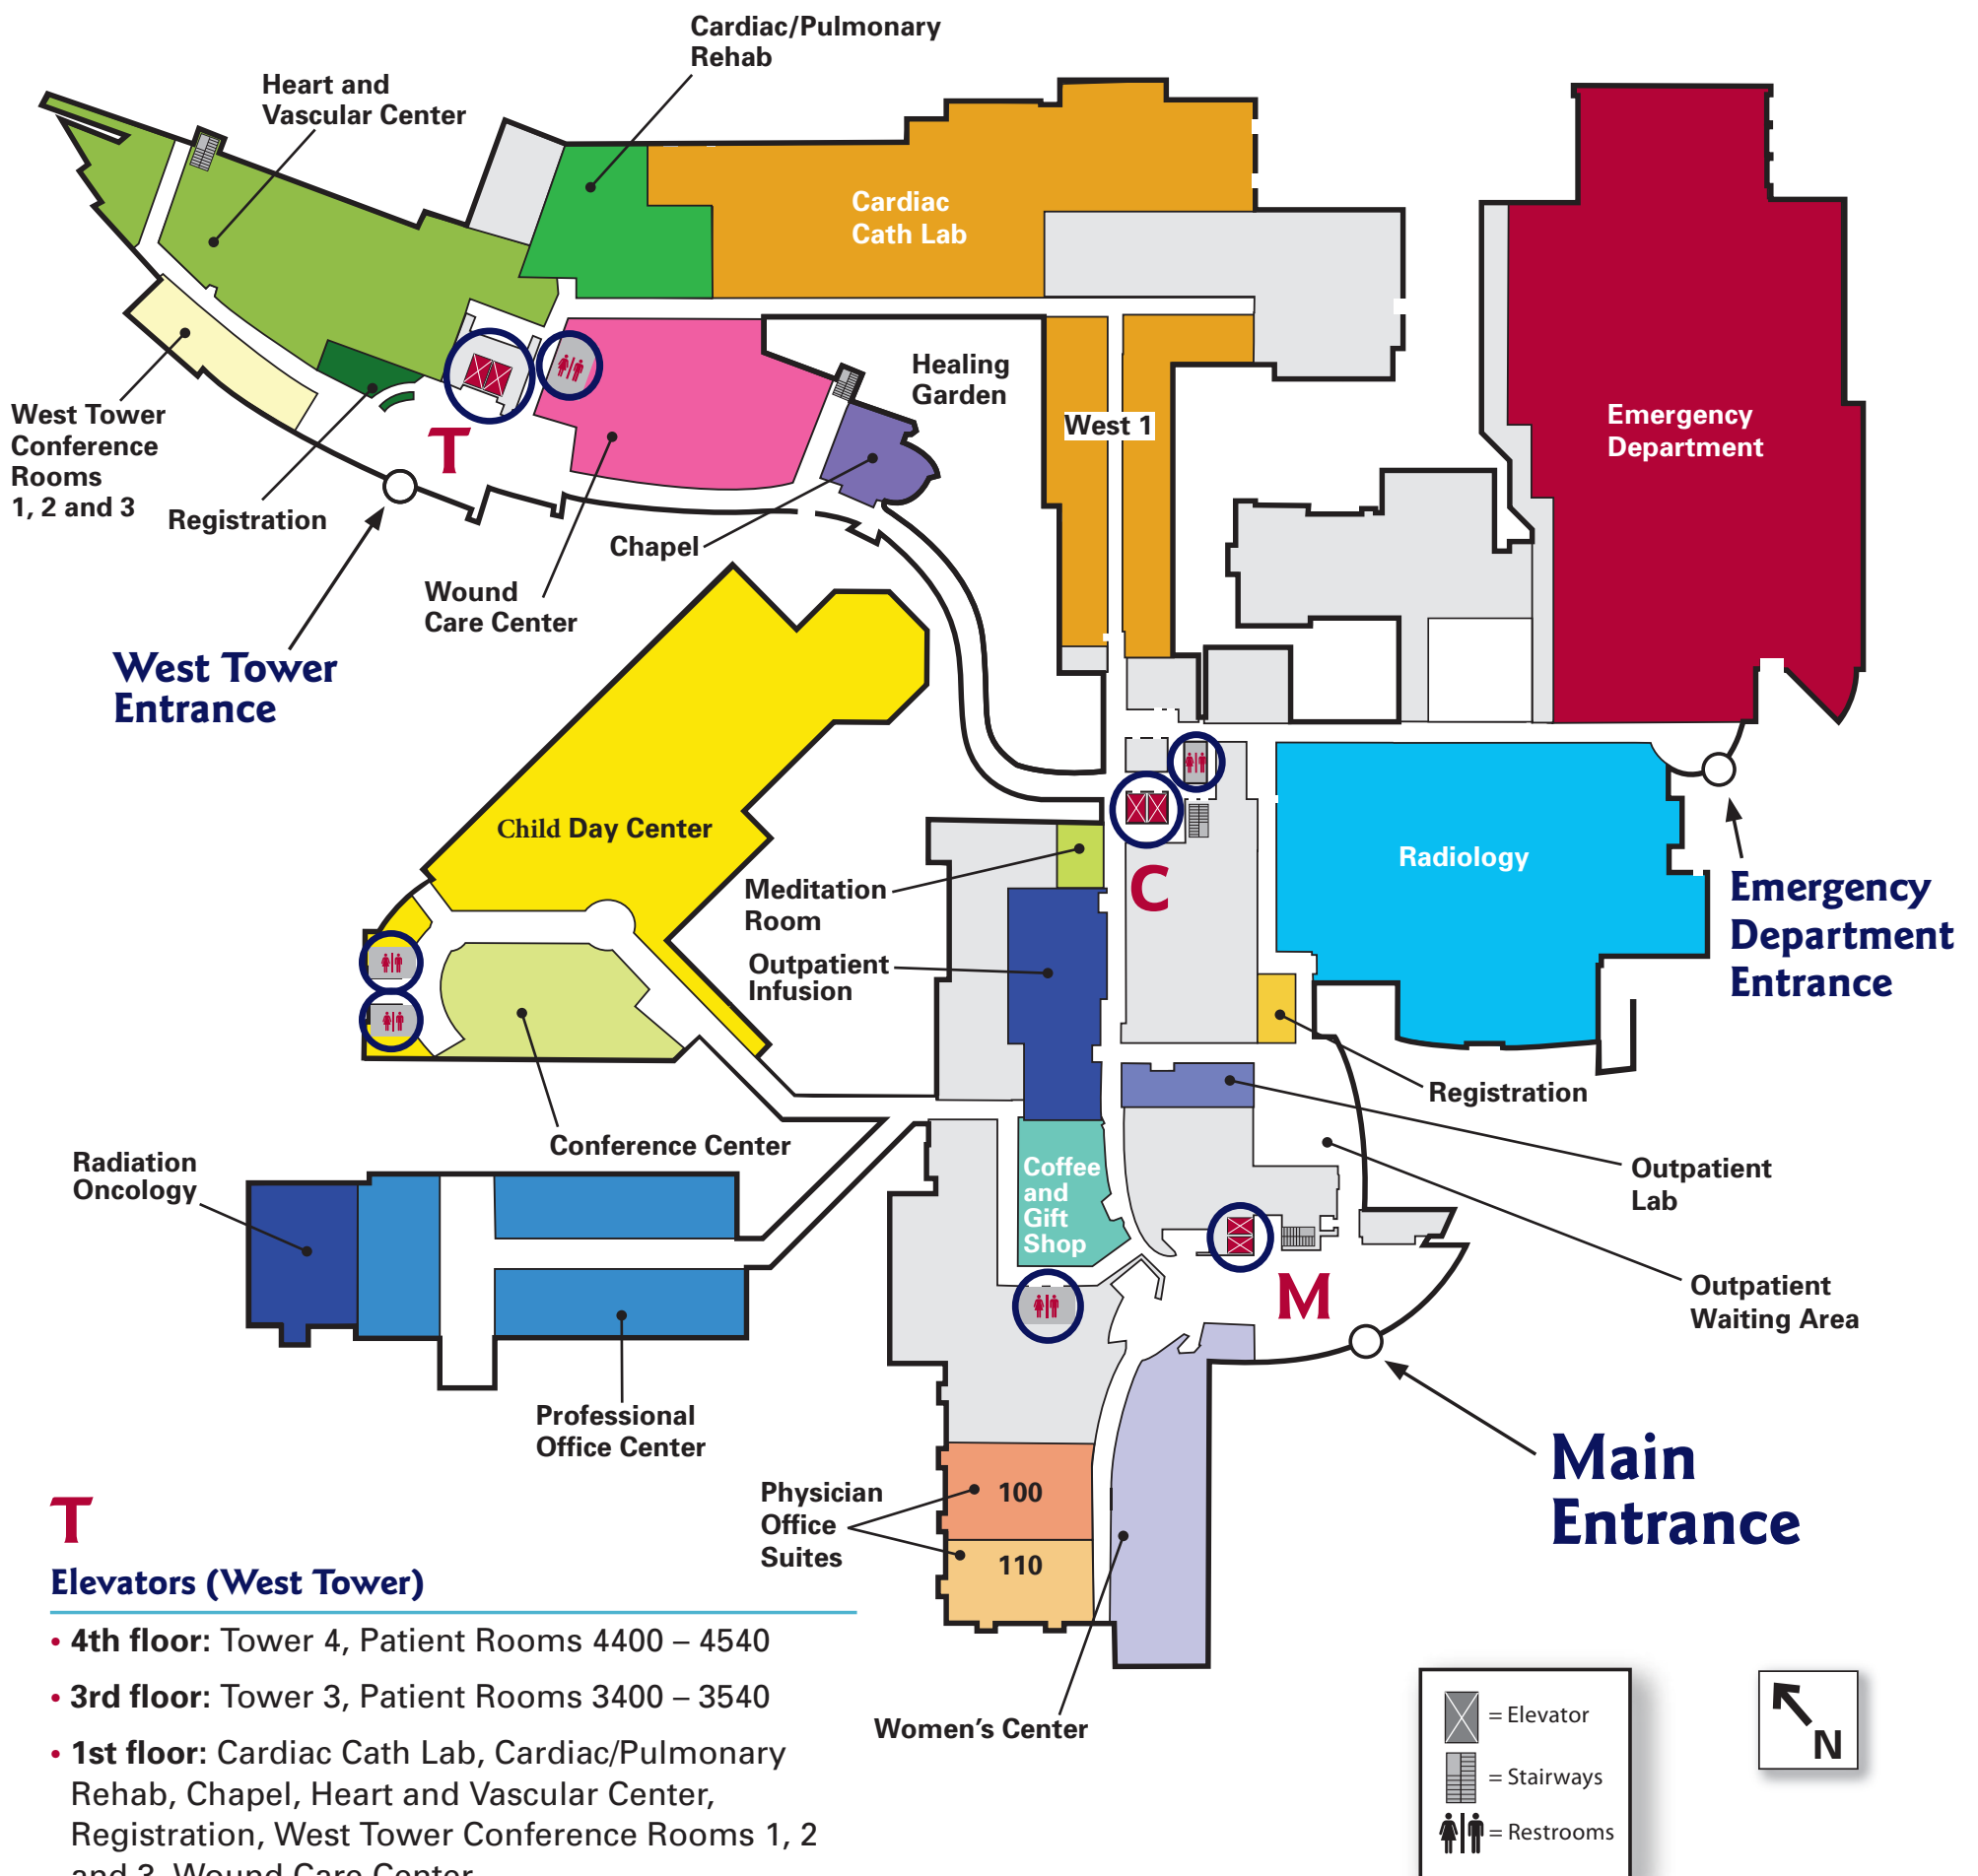 Cardiac/Pulmonary
Rehab
Heart and
Vascular Center
Cardiac
Cath Lab
Healing
Garden
West 1
Emergency
Department
West Tower
Conference
Rooms
1, 2 and 3
T
Registration
Chapel
Wound
Care Center
West Tower
Entrance
Child Day Center
Radiology
Meditation
Room
C
Emergency
Department
Entrance
Outpatient
Infusion
Registration
Conference Center
Radiation
Oncology
Coffee
and
Gift
Shop
Outpatient
Lab
M
Outpatient
Waiting Area
Professional
Office Center
Main
Entrance
Physician
Office
Suites
100
110
Women's Center
T
Elevators (West Tower)
• 4th floor: Tower 4, Patient Rooms 4400 – 4540
• 3rd floor: Tower 3, Patient Rooms 3400 – 3540
• 1st floor: Cardiac Cath Lab, Cardiac/Pulmonary
Rehab, Chapel, Heart and Vascular Center,
Registration, West Tower Conference Rooms 1, 2
and 3, Wound Care Center
= Elevator
= Stairways
= Restrooms
N